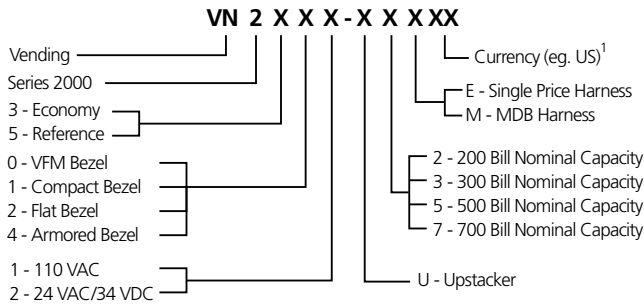 VN 2 X X X - X X X XX
Vending
Series 2000
3 - Economy
5 - Reference
0 - VFM Bezel
1 - Compact Bezel
2 - Flat Bezel
4 - Armored Bezel
1 - 110 VAC
2 - 24 VAC/34 VDC
Currency (eg. US)1
E - Single Price Harness
M - MDB Harness
2 - 200 Bill Nominal Capacity
3 - 300 Bill Nominal Capacity
5 - 500 Bill Nominal Capacity
7 - 700 Bill Nominal Capacity
U - Upstacker